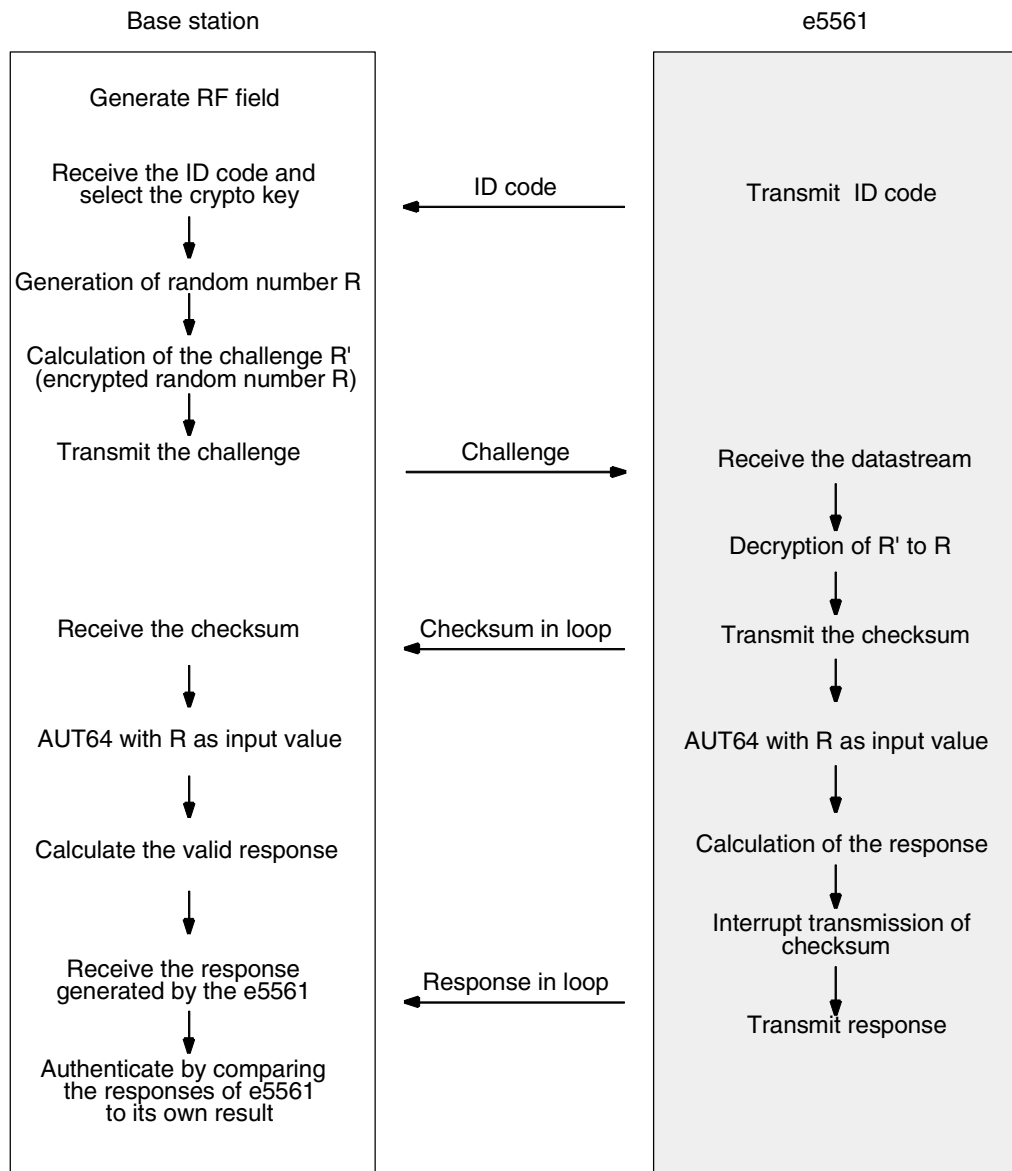 Base station
e5561
Generate RF field
Receive the ID code and
select the crypto key
ID code
Transmit ID code
Generation of random number R
Calculation of the challenge R'
(encrypted random number R)
Transmit the challenge
Challenge
Receive the datastream
Decryption of R' to R
Receive the checksum
Checksum in loop
Transmit the checksum
AUT64 with R as input value
AUT64 with R as input value
Calculate the valid response
Calculation of the response
Interrupt transmission of
checksum
Receive the response
generated by the e5561
Response in loop
Transmit response
Authenticate by comparing
the responses of e5561
to its own result